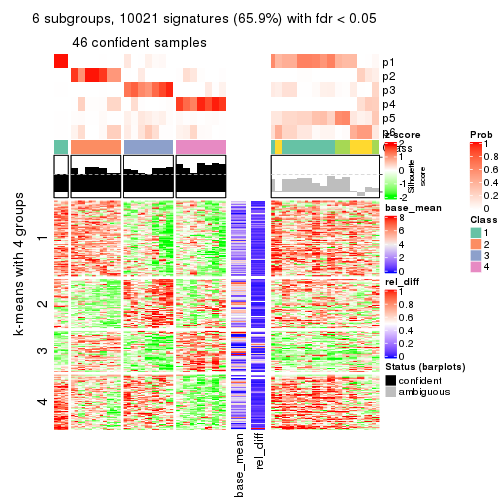 6 subgroups, 10021 signatures (65.9%) with fdr < 0.05
46 confident samples
p1
p2
p3
p4
p5
p6
Class
z_score
2
1
0
-1
-2
Silhouette
score
Prob
1
0.8
0.6
0.4
0.2
0
base_mean
8
6
4
2
0
Class
1
2
3
4
rel_diff
1
0.8
0.6
0.4
0.2
0
Status (barplots)
confident
ambiguous
k-means with 4 groups
1
2
3
4
base_mean
rel_diff